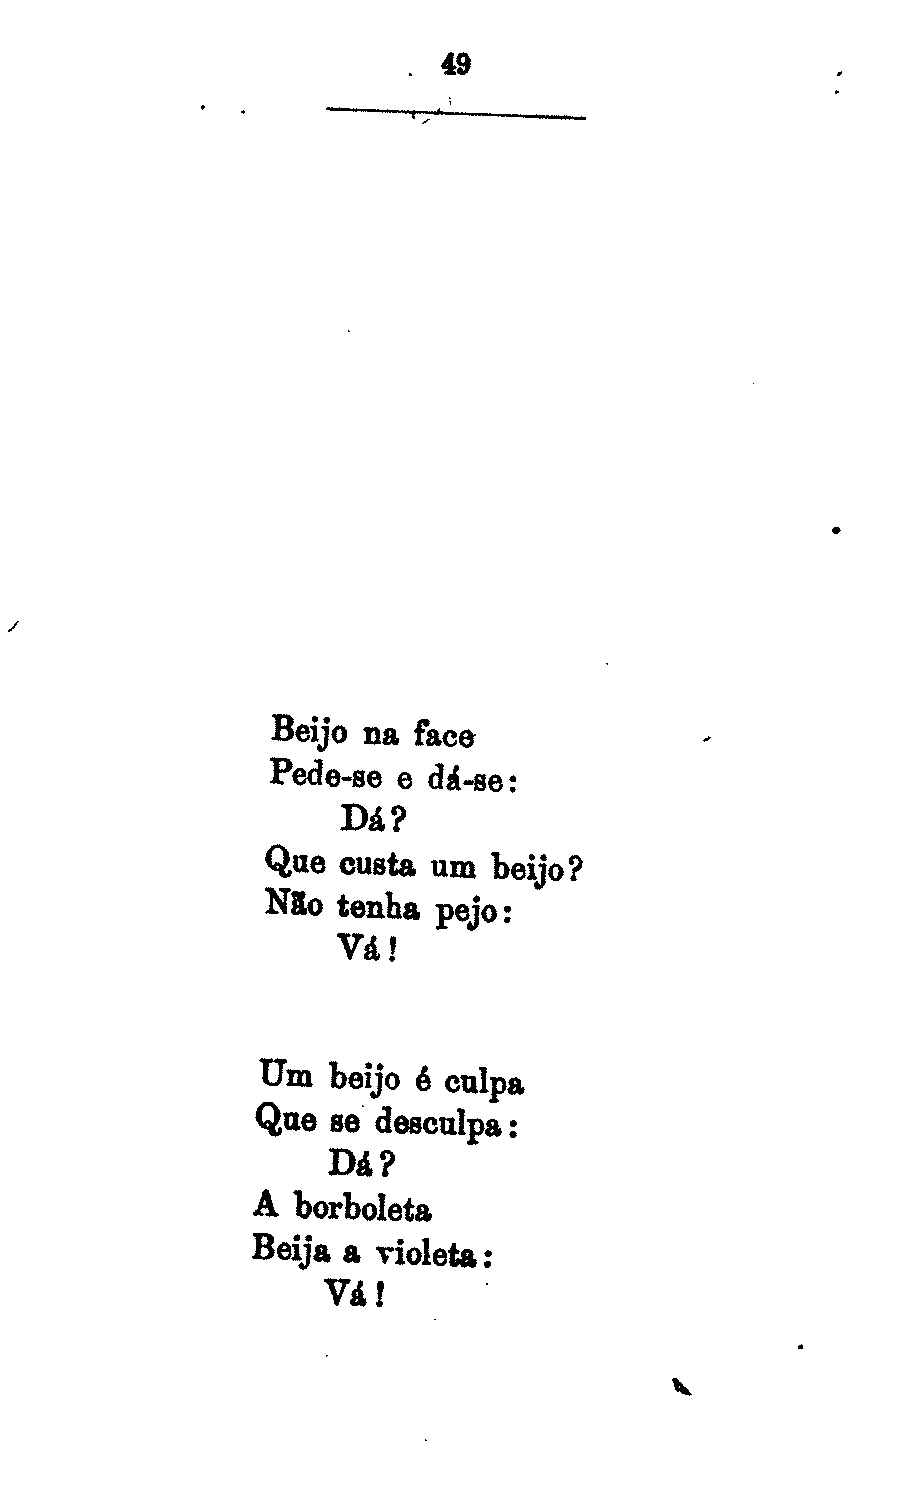 49
Beijo na face
Pede-se e dá-se:
Dá?
Que custa um beijo?
Não tenha pejo:
Vá!
Um beijo é culpa
Que se desculpa:
Dá?
A borboleta
Beija a violeta:
Vá!